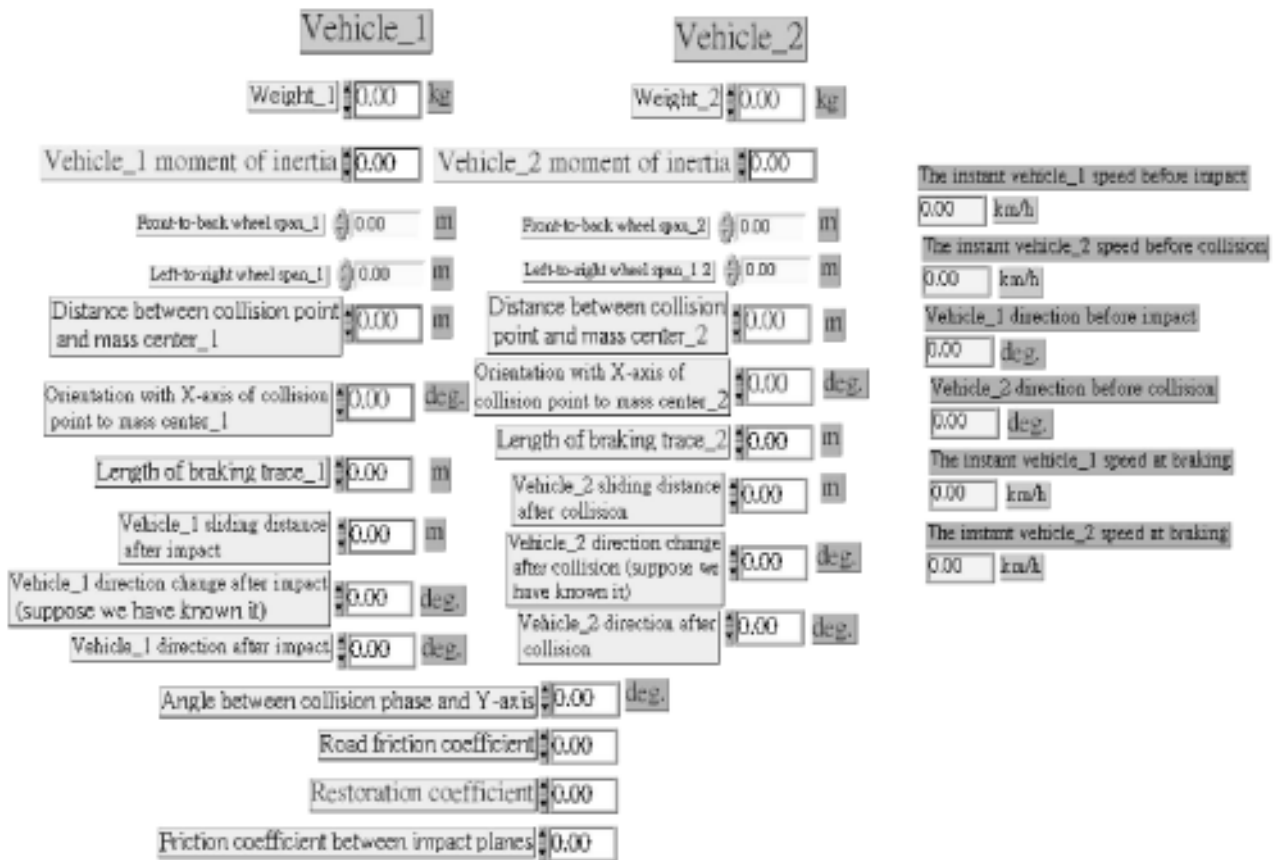 Vehicle_1
Weight_1 0.00 kg
Vehicle_1 moment of inertia 0.00
Front-to-back wheel span_1 0.00 m
Left-to-right wheel span_1 0.00 m
Distance between collision point
and mass center_1 0.00 m
Orientation with X-axis of collision
point to mass center_1 0.00 deg.
Length of braking trace_1 0.00 m
Vehicle_1 sliding distance
after impact 0.00 m
Vehicle_1 direction change after impact
(suppose we have known it) 0.00 deg.
Vehicle_1 direction after impact 0.00 deg.
Vehicle_2
Weight_2 0.00 kg
Vehicle_2 moment of inertia 0.00
Front-to-back wheel span_2 0.00 m
Left-to-right wheel span_1 2 0.00 m
Distance between collision
point and mass center_2 0.00 m
Orientation with X-axis of
collision point to mass center_2 0.00 deg.
Length of braking trace_2 0.00 m
Vehicle_2 sliding distance
after collision 0.00 m
Vehicle_2 direction change
after collision (suppose we
have known it) 0.00 deg.
Vehicle_2 direction after
collision 0.00 deg.
Angle between collision phase and Y-axis 0.00 deg.
Road friction coefficient 0.00
Restoration coefficient 0.00
Friction coefficient between impact planes 0.00
The instant vehicle_1 speed before impact
0.00 km/h
The instant vehicle_2 speed before collision
0.00 km/h
Vehicle_1 direction before impact
0.00 deg.
Vehicle_2 direction before collision
0.00 deg.
The instant vehicle_1 speed at braking
0.00 km/h
The instant vehicle_2 speed at braking
0.00 km/h